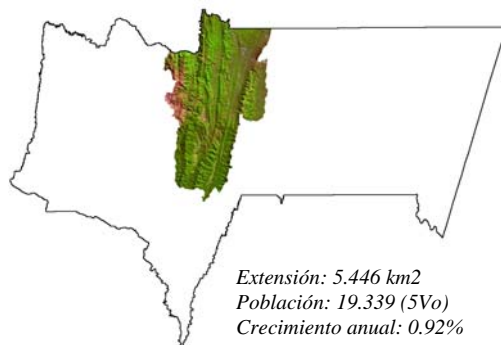 Extensión: 5.446 km2
Población: 19.339 (5Vo)
Crecimiento anual: 0.92%